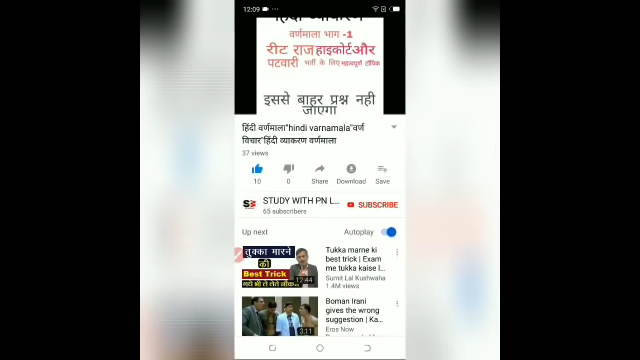 12:09
हिंदी व्याकरण
वर्णमाला भाग -1
रीट राज हाइकोर्ट और
पटवारी भर्ती के लिए महत्वपूर्ण टॉपिक
इससे बाहर प्रश्न नही
जाएगा
हिंदी वर्णमाला"hindi varnamala"वर्ण
विचार"हिंदी व्याकरण वर्णमाला
37 views
10 0 Share Download Save
STUDY WITH PN L... SUBSCRIBE
65 subscribers
Up next Autoplay
तुक्का मारने
की
Best Trick
12:44
Tukka marne ki
best trick | Exam
me tukka kaise l...
Sumit Lal Kushwaha
1.4M views
3:11
Boman Irani
gives the wrong
suggestion | Ka...
Eros Now